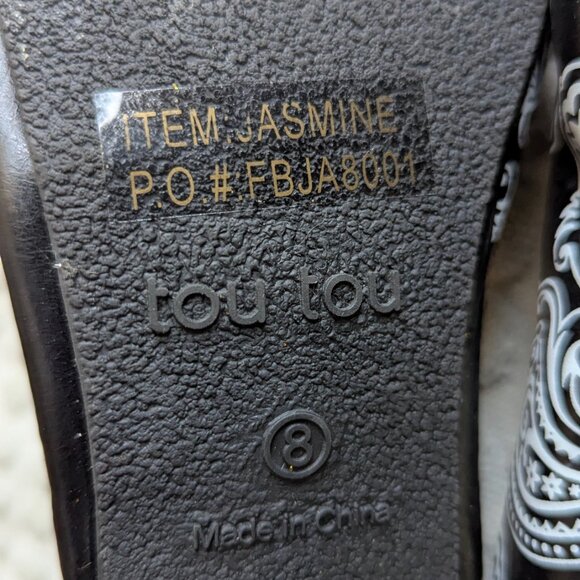 ITEM:JASMINE
P.O.#.FBJA8001
tou tou
8
Made in China